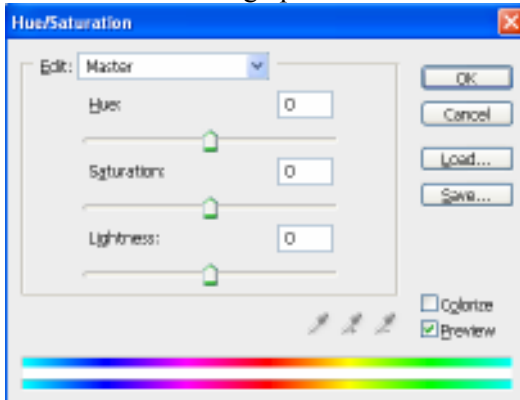 Hue/Saturation
Edit: Master
OK
Hue: 0
Cancel
Load...
Saturation: 0
Save...
Lightness: 0
Colorize
Preview